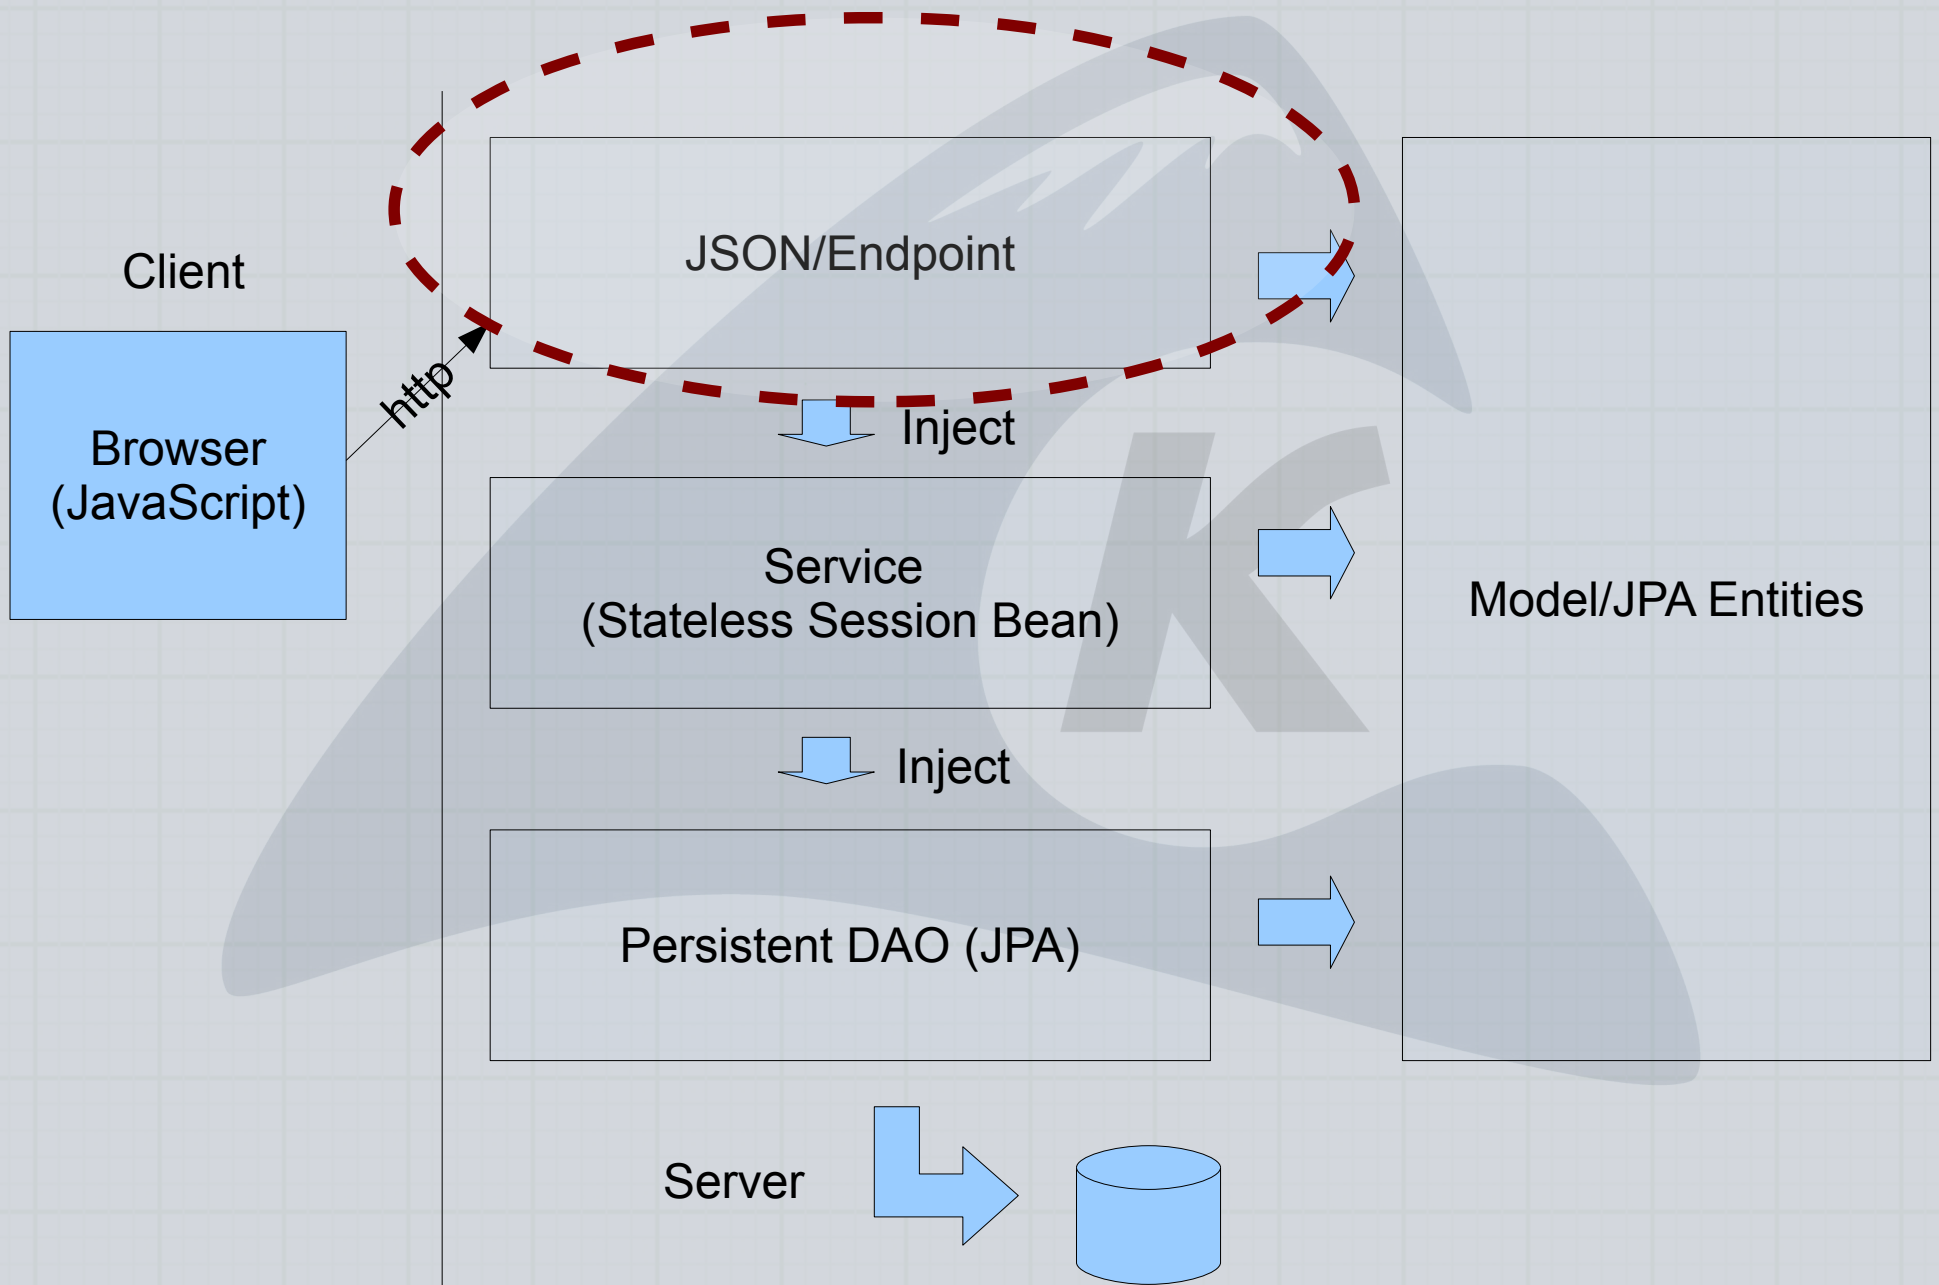 JSON/Endpoint
Client
http
Browser
(JavaScript)
Inject
Service
(Stateless Session Bean)
Model/JPA Entities
Inject
Persistent DAO (JPA)
Server
K